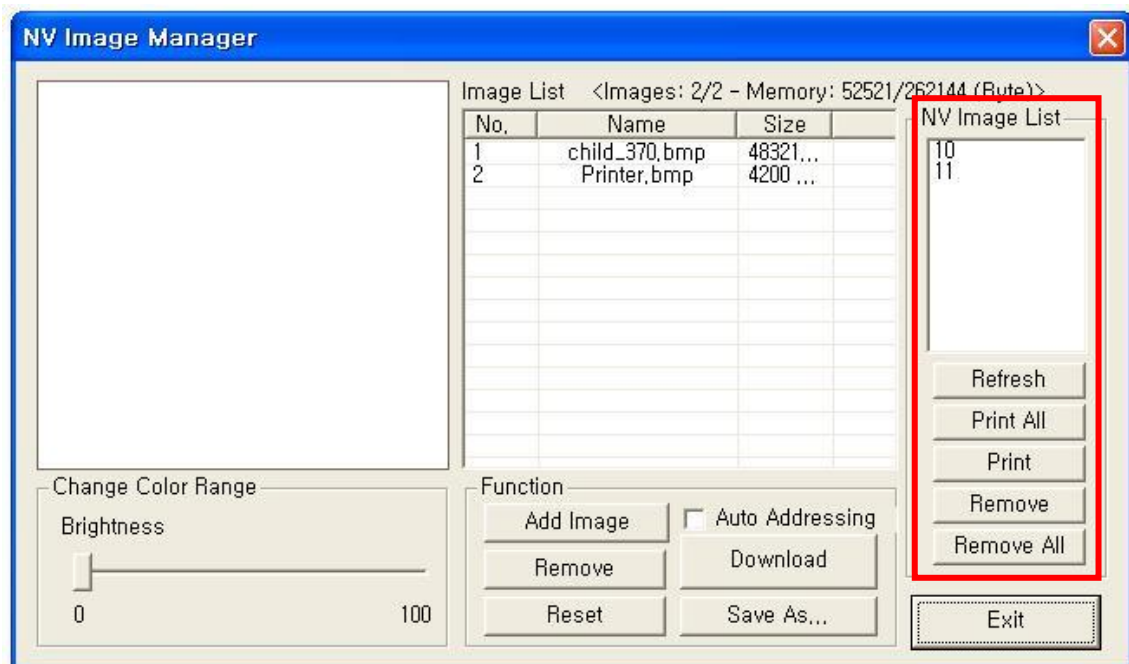 NV Image Manager
Image List <Images: 2/2 - Memory: 52521/262144 (Byte)>
No, Name Size
1 child_370,bmp 48321,,,
2 Printer,bmp 4200 ,,,
NV Image List
10
11
Refresh
Print All
Print
Remove
Remove All
Change Color Range
Brightness
0 100
Function
Add Image Auto Addressing
Remove Download
Reset Save As,,,
Exit